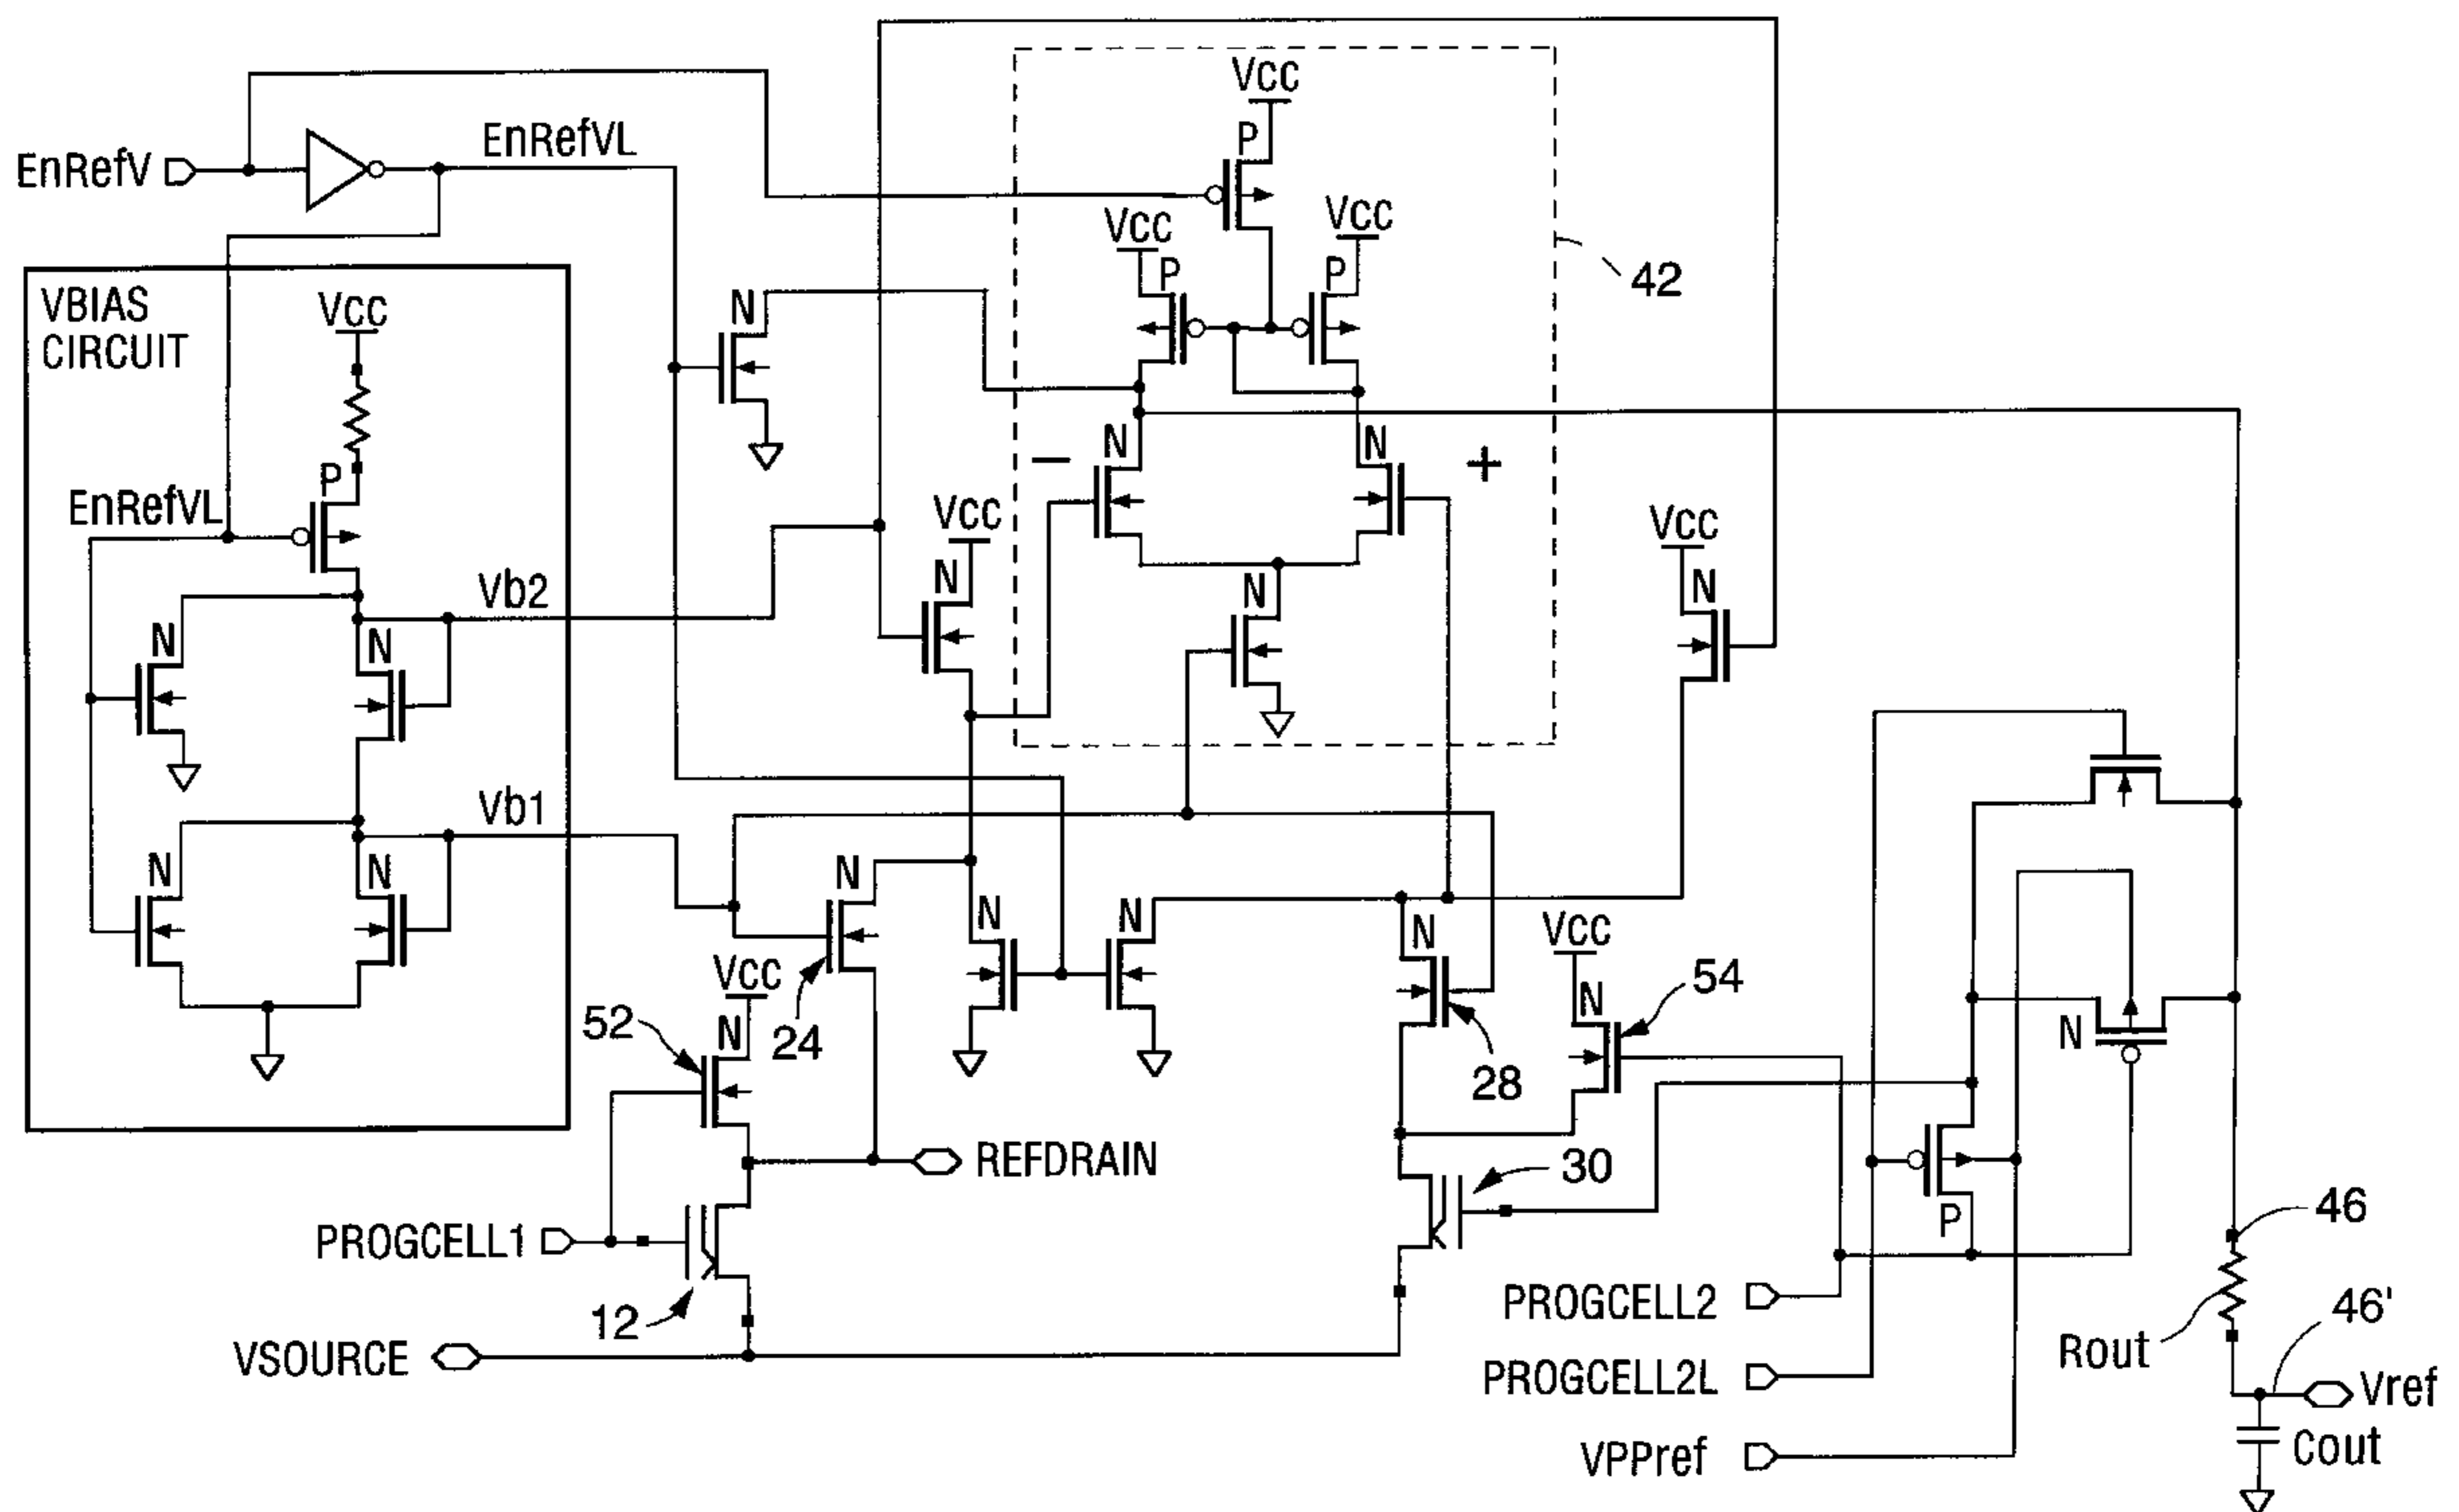 VCC
EnRefV
EnRefVL
P
VCC
VCC
42
P
P
VBIAS
CIRCUIT
VCC
N
N
N
−
+
P
EnRefVL
VCC
VCC
N
N
N
Vb2
N
N
Vb1
N
N
N
N
N
N
VCC
VCC
54
52
N
24
N
28
N
REFDRAIN
30
PROGCELL1
P
46
12
PROGCELL2
46'
VSOURCE
Rout
PROGCELL2L
Vref
VPPref
Cout